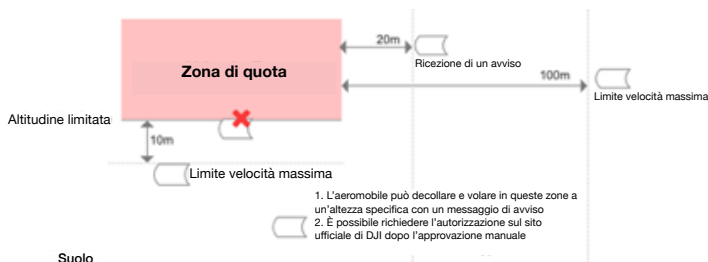 20m
Ricezione di un avviso
Zona di quota
100m
Limite velocità massima
Altitudine limitata
10m
Limite velocità massima
1. L'aeromobile può decollare e volare in queste zone a
un'altezza specifica con un messaggio di avviso
2. È possibile richiedere l'autorizzazione sul sito
ufficiale di DJI dopo l'approvazione manuale
Suolo